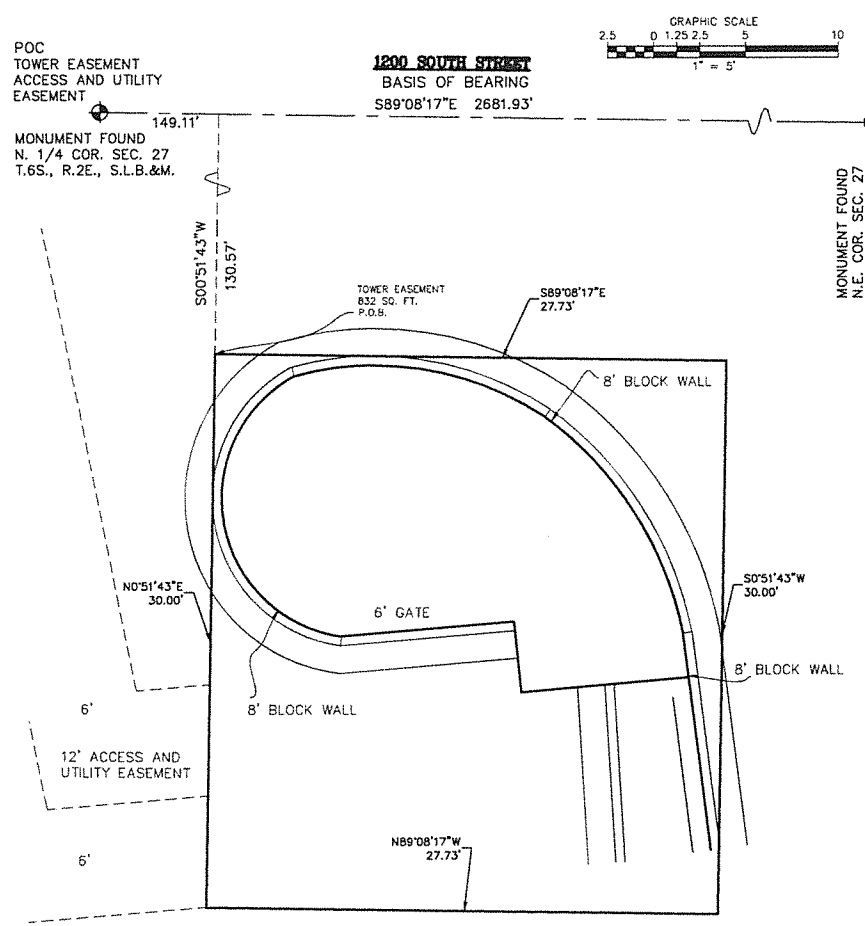 POC
TOWER EASEMENT
ACCESS AND UTILITY
EASEMENT
MONUMENT FOUND
N. 1/4 COR. SEC. 27
T.6S., R.2E., S.L.B.&M.
149.11'
1200 SOUTH STREET
BASIS OF BEARING
S89°08'17"E 2681.93'
GRAPHIC SCALE
2.5 0 1.25 2.5 5 10
1" = 5'
MONUMENT FOUND
N.E. COR. SEC. 27
S00°51'43"W
130.57'
TOWER EASEMENT
832 SQ. FT.
P.O.B.
S89°08'17"E
27.73'
8' BLOCK WALL
N0°51'43"E
30.00'
6' GATE
S0°51'43"W
30.00'
8' BLOCK WALL
8' BLOCK WALL
6'
12' ACCESS AND
UTILITY EASEMENT
6'
N89°08'17"W
27.73'